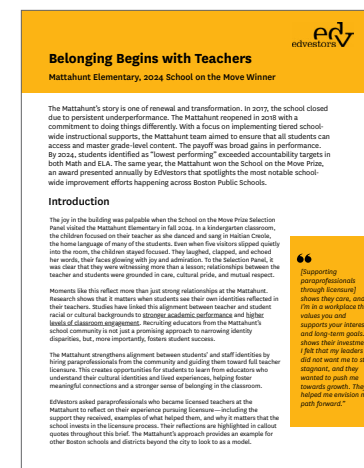 edvestors
Belonging Begins with Teachers
Mattahunt Elementary, 2024 School on the Move Winner
The Mattahunt's story is one of renewal and transformation. In 2017, the school closed
due to persistent underperformance. The Mattahunt reopened in 2018 with a
commitment to doing things differently. With a focus on implementing tiered school-
wide instructional supports, the Mattahunt team aimed to ensure that all students can
access and master grade-level content. The payoff was broad gains in performance.
By 2024, students identified as "lowest performing" exceeded accountability targets in
both Math and ELA. The same year, the Mattahunt won the School on the Move Prize,
an award presented annually by EdVestors that spotlights the most notable school-
wide improvement efforts happening across Boston Public Schools.
Introduction
The joy in the building was palpable when the School on the Move Prize Selection
Panel visited the Mattahunt Elementary in fall 2024. In a kindergarten classroom,
the children focused on their teacher as she danced and sang in Haitian Creole,
the home language of many of the students. Even when five visitors slipped quietly
into the room, the children stayed focused. They laughed, clapped, and echoed
her words, their faces glowing with joy and admiration. To the Selection Panel, it
was clear that they were witnessing more than a lesson; relationships between the
teacher and students were grounded in care, cultural pride, and mutual respect.
Moments like this reflect more than just strong relationships at the Mattahunt.
Research shows that it matters when students see their own identities reflected in
their teachers. Studies have linked this alignment between teacher and student
racial or cultural backgrounds to stronger academic performance and higher
levels of classroom engagement. Recruiting educators from the Mattahunt's
school community is not just a promising approach to narrowing identity
disparities, but, more importantly, fosters student success.
The Mattahunt strengthens alignment between students' and staff identities by
hiring paraprofessionals from the community and guiding them toward full teacher
licensure. This creates opportunities for students to learn from educators who
understand their cultural identities and lived experiences, helping foster
meaningful connections and a stronger sense of belonging in the classroom.
EdVestors asked paraprofessionals who became licensed teachers at the
Mattahunt to reflect on their experience pursuing licensure—including the
support they received, examples of what helped them, and why it matters that the
school invests in the licensure process. Their reflections are highlighted in callout
quotes throughout this brief. The Mattahunt's approach provides an example for
other Boston schools and districts beyond the city to look to as a model.
“
[Supporting
paraprofessionals
through licensure]
shows they care, and
I'm in a workplace th
values you and
supports your interes
and long-term goals.
shows their investme
I felt that my leaders
did not want me to st
stagnant, and they
wanted to push me
towards growth. They
helped me envision m
path forward."